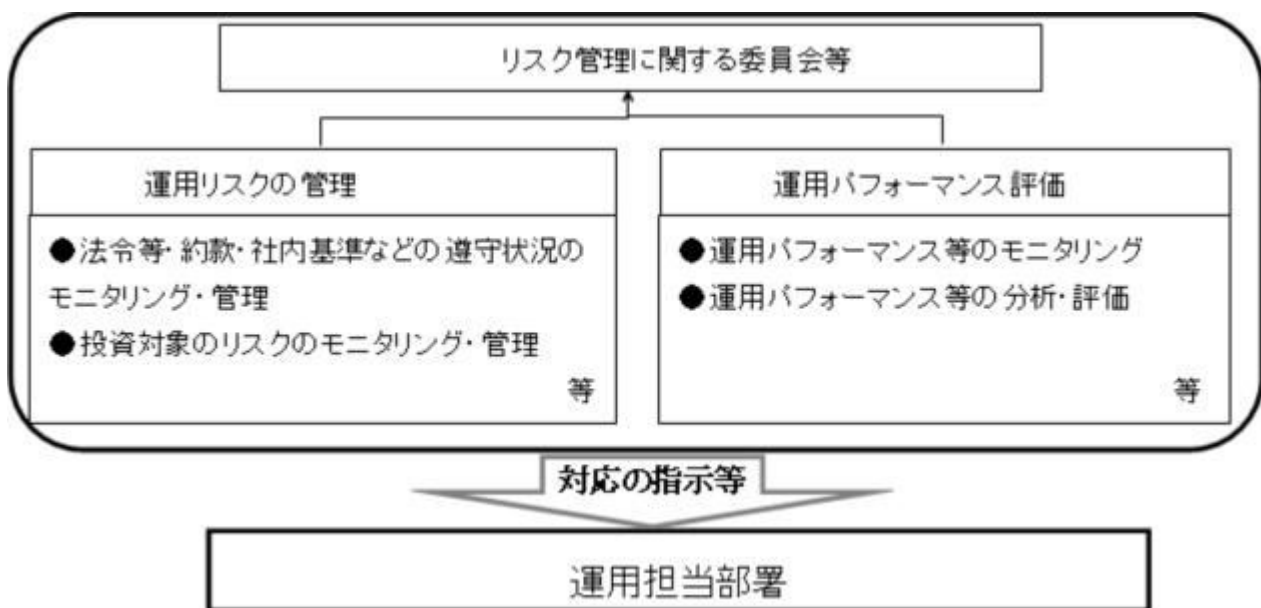 リスク管理に関する委員会等
運用リスクの管理
●法令等・約款・社内基準などの遵守状況の
モニタリング・管理
●投資対象のリスクのモニタリング・管理
等
運用パフォーマンス評価
●運用パフォーマンス等のモニタリング
●運用パフォーマンス等の分析・評価
等
対応の指示等
運用担当部署